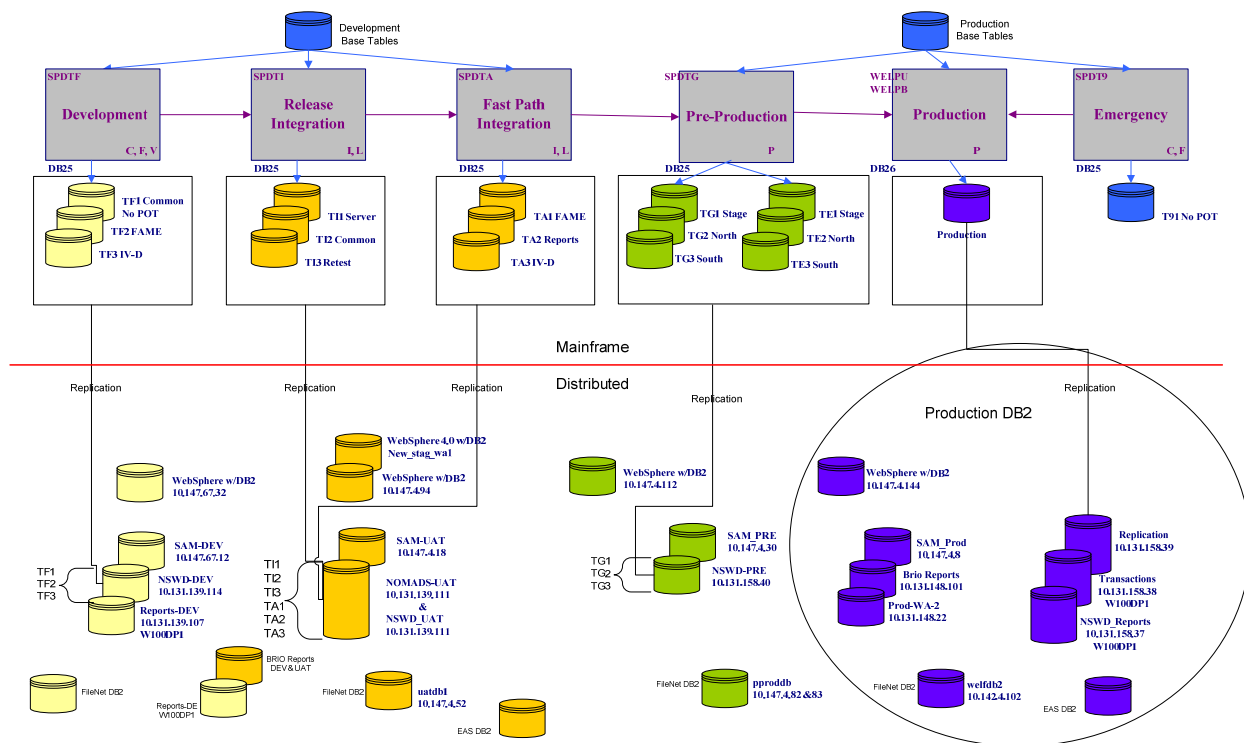 Development
Base Tables
Production
Base Tables
SPDTF
Development
C, F, V
SPDTI
Release
Integration
I, L
SPDTA
Fast Path
Integration
I, L
SPDTG
Pre-Production
P
WELPU
WELPB
Production
P
SPDT9
Emergency
C, F
DB25
DB25
DB25
DB25
DB26
DB25
TF1 Common
No POT
TF2 FAME
TF3 IV-D
TI1 Server
TI2 Common
TI3 Retest
TA1 FAME
TA2 Reports
TA3 IV-D
TG1 Stage
TG2 North
TG3 South
TE1 Stage
TE2 North
TE3 South
Production
T91 No POT
Mainframe
Distributed
Replication
Replication
Replication
Replication
Replication
Production DB2
WebSphere w/DB2
10,147,67,32
WebSphere 4,0 w/DB2
New_stag_wa1
WebSphere w/DB2
10.147.4.94
WebSphere w/DB2
10.147.4.112
WebSphere w/DB2
10.147.4.144
SAM-DEV
10.147.67.12
TF1
TF2
TF3
NSWD-DEV
10.131.139.114
Reports-DEV
10.131.139.107
W100DP1
SAM-UAT
10.147.4.18
TI1
TI2
TI3
TA1
TA2
TA3
NOMADS-UAT
10,131,139,111
&
NSWD_UAT
10.131.139.111
SAM_PRE
10,147,4,30
TG1
TG2
TG3
NSWD-PRE
10.131.158.40
SAM_Prod
10,147,4,8
Brio Reports
10.131.148.101
Prod-WA-2
10.131.148.22
Replication
10.131.158.39
Transactions
10.131.158.38
W100DP1
NSWD_Reports
10,131,158,37
W100DP1
FileNet DB2
BRIO Reports
DEV & UAT
Reports-DE
W100DP1
FileNet DB2
uatdb1
10,147,4,52
EAS DB2
FileNet DB2
pproddb
10,147,4,82 &83
FileNet DB2
welfdb2
10.142.4.102
EAS DB2